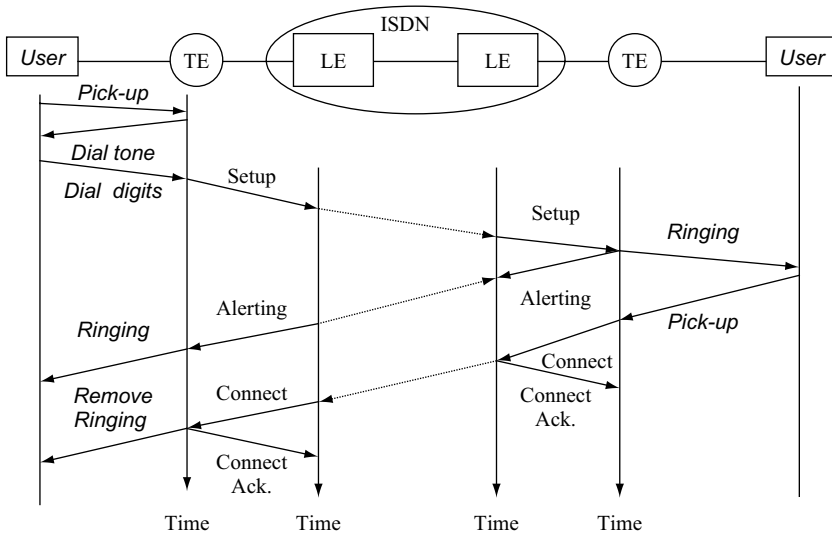 ISDN
User
TE
LE
LE
TE
User
Pick-up
Dial tone
Dial digits
Setup
Setup
Ringing
Alerting
Alerting
Ringing
Pick-up
Connect
Remove
Ringing
Connect
Connect
Ack.
Connect
Ack.
Time
Time
Time
Time